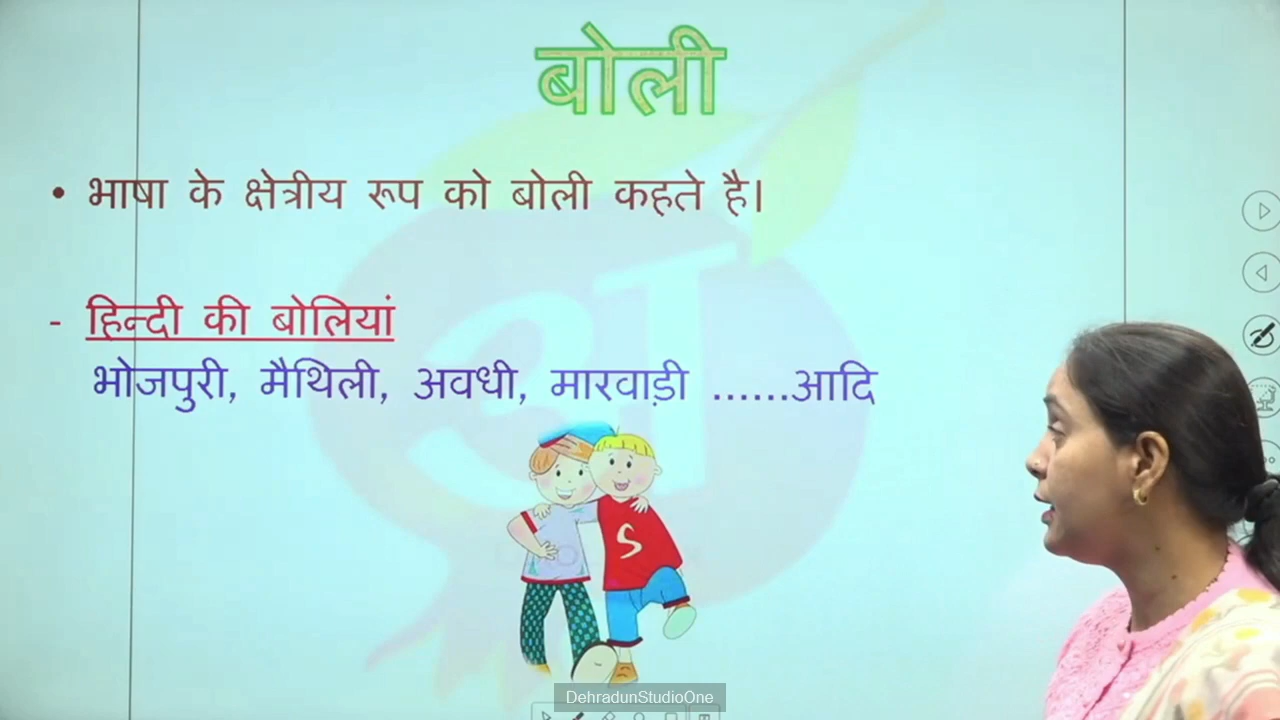 बोली
• भाषा के क्षेत्रीय रूप को बोली कहते है।
- हिन्दी की बोलियां
भोजपुरी, मैथिली, अवधी, मारवाड़ी ......आदि
S
DehradunStudioOne